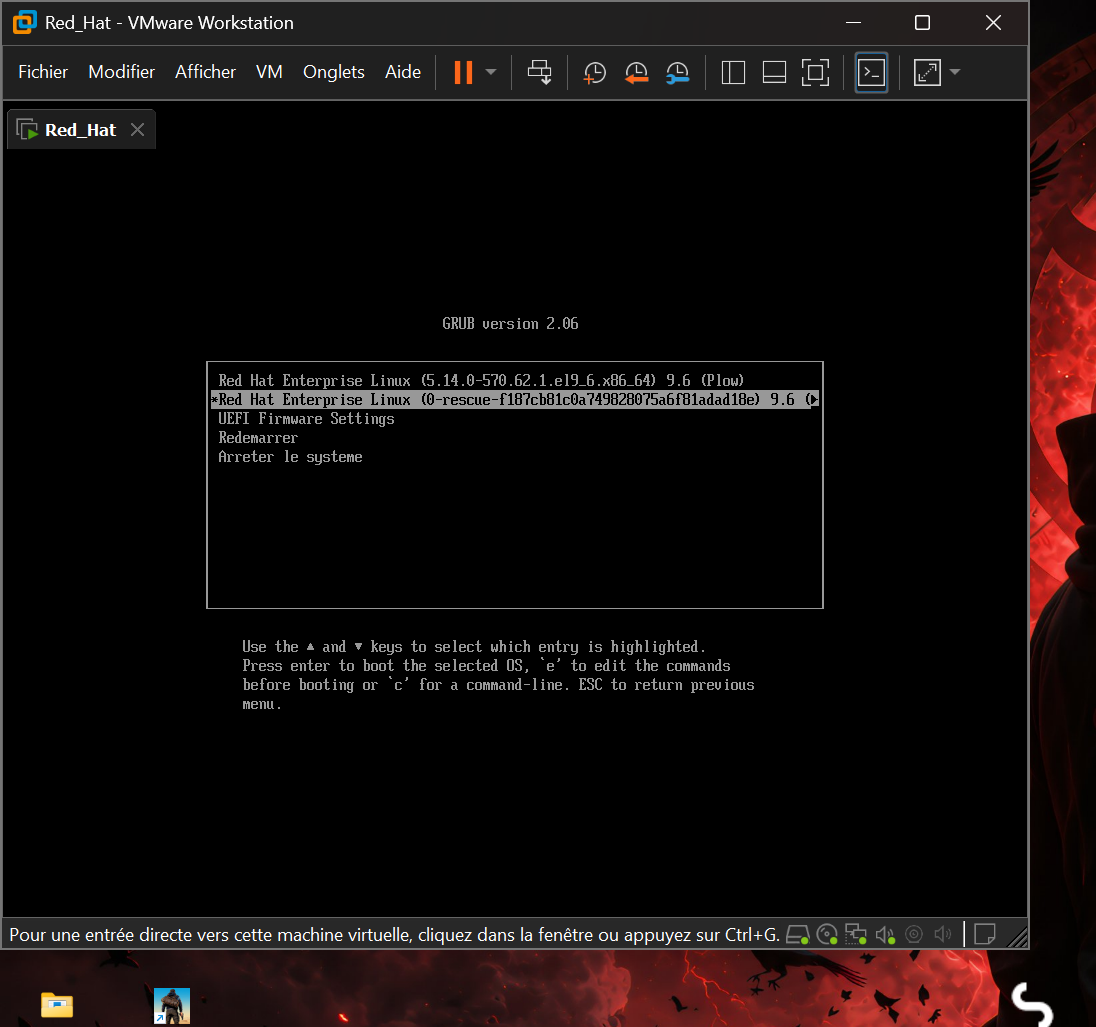 Red_Hat - VMware Workstation
Fichier Modifier Afficher VM Onglets Aide
Red_Hat
GRUB version 2.06
Red Hat Enterprise Linux (5.14.0-570.62.1.el9_6.x86_64) 9.6 (Plow)
*Red Hat Enterprise Linux (0-rescue-f187cb81c0a749828075a6f81adad18e) 9.6 (
UEFI Firmware Settings
Redemarrer
Arreter le systeme
Use the ▲ and ▼ keys to select which entry is highlighted.
Press enter to boot the selected OS, `e' to edit the commands
before booting or `c' for a command-line. ESC to return previous
menu.
Pour une entrée directe vers cette machine virtuelle, cliquez dans la fenêtre ou appuyez sur Ctrl+G.